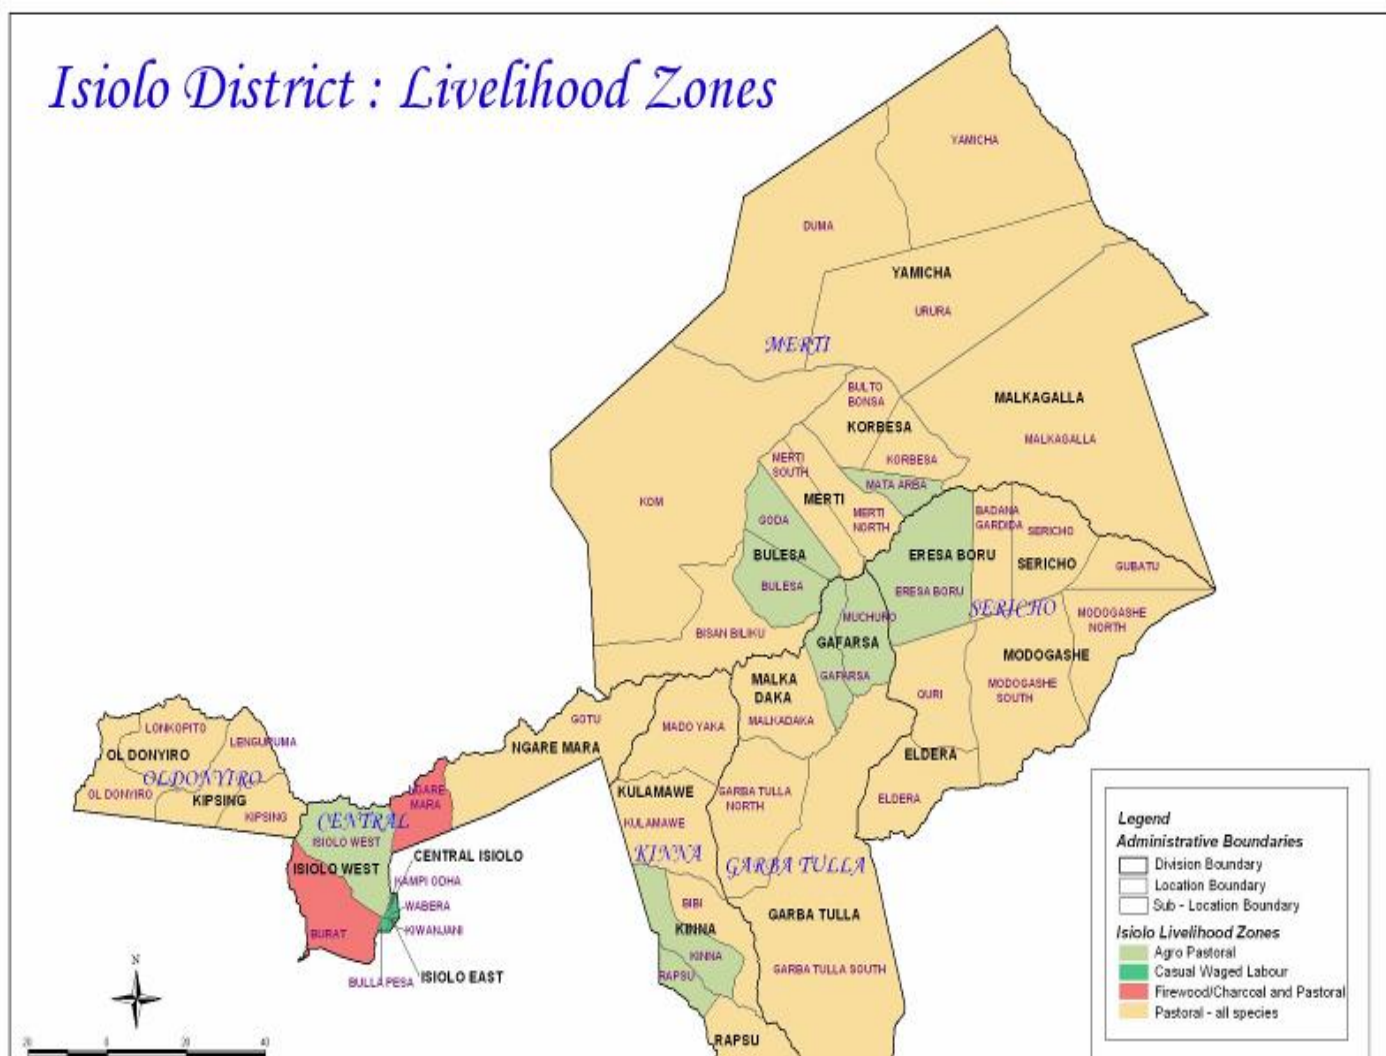 Isiolo District : Livelihood Zones
YAMICHA
DUMA
YAMICHA
URURA
MERTI
BULTO
BONSA
MALKAGALLA
KORBESA
MALKAGALLA
MERTI
SOUTH
KORBESA
MATA ARBA
KOM
MERTI
GODA
MERTI
NORTH
BADANA
GARDIDA
SERICHO
BULESA
ERESA BORU
SERICHO
GUBATU
BULESA
ERESA BORU
SERICHO
MODOGASHE
NORTH
MUCHURO
BISAN BILIKU
GAFARSA
MODOGASHE
MALKA
DAKA
GAFARSA
MODOGASHE
SOUTH
QURI
GOTU
MADO YAKA
MALKADAKA
LONKOPITO
LENGURUMA
NGARE MARA
OL DONYIRO
ELDERA
OLDONYIRO
OL DONYIRO
KIPSING
KIPSING
NGARE
MARA
KULAMAWE
GARBA TULLA
NORTH
ELDERA
CENTRAL
ISIOLO WEST
KULAMAWE
KINNA
GARBA TULLA
CENTRAL ISIOLO
ISIOLO WEST
KAMPI ODHA
WABERA
BIBI
GARBA TULLA
KIWANJANI
BURAT
KINNA
KINNA
RAPSU
GARBA TULLA SOUTH
BULLA PESA
ISIOLO EAST
RAPSU
N
20
0
20
40
Legend
Administrative Boundaries
Division Boundary
Location Boundary
Sub - Location Boundary
Isiolo Livelihood Zones
Agro Pastoral
Casual Waged Labour
Firewood/Charcoal and Pastoral
Pastoral - all species